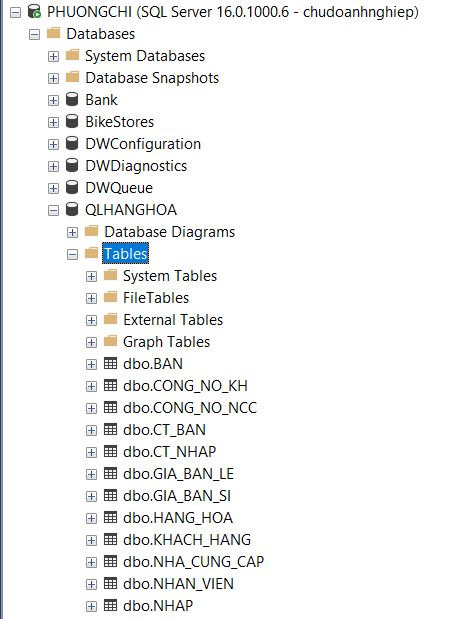 PHUONGCHI (SQL Server 16.0.1000.6 - chudoanhnghiep)
Databases
System Databases
Database Snapshots
Bank
BikeStores
DWConfiguration
DWDiagnostics
DWQueue
QLHANGHOA
Database Diagrams
Tables
System Tables
FileTables
External Tables
Graph Tables
dbo.BAN
dbo.CONG_NO_KH
dbo.CONG_NO_NCC
dbo.CT_BAN
dbo.CT_NHAP
dbo.GIA_BAN_LE
dbo.GIA_BAN_SI
dbo.HANG_HOA
dbo.KHACH_HANG
dbo.NHA_CUNG_CAP
dbo.NHAN_VIEN
dbo.NHAP